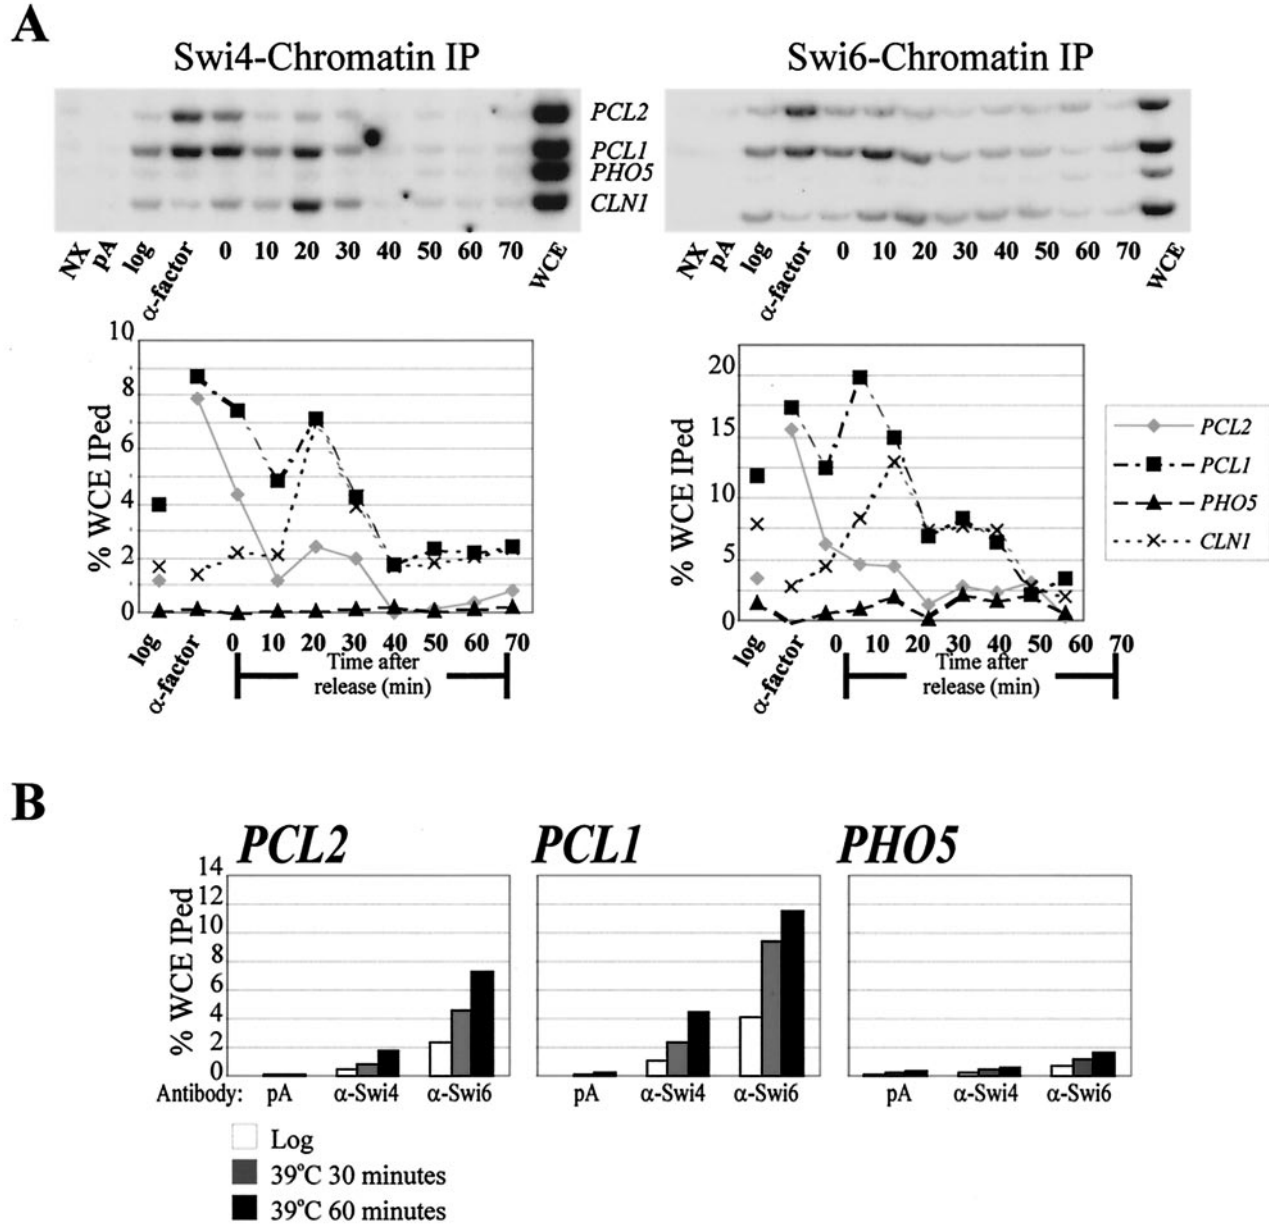 A
Swi4-Chromatin IP
Swi6-Chromatin IP
PCL2
PCL1
PHO5
CLN1
NX pA log α-factor 0 10 20 30 40 50 60 70 WCE
NX pA log α-factor 0 10 20 30 40 50 60 70 WCE
% WCE IPed
10
8
6
4
2
0
log α-factor 0 10 20 30 40 50 60 70
Time after
release (min)
% WCE IPed
20
15
10
5
0
log α-factor 0 10 20 30 40 50 60 70
Time after
release (min)
PCL2
PCL1
PHO5
CLN1
B
PCL2 PCL1 PHO5
% WCE IPed
14
12
10
8
6
4
2
0
Antibody: pA α-Swi4 α-Swi6 pA α-Swi4 α-Swi6 pA α-Swi4 α-Swi6
Log
39°C 30 minutes
39°C 60 minutes